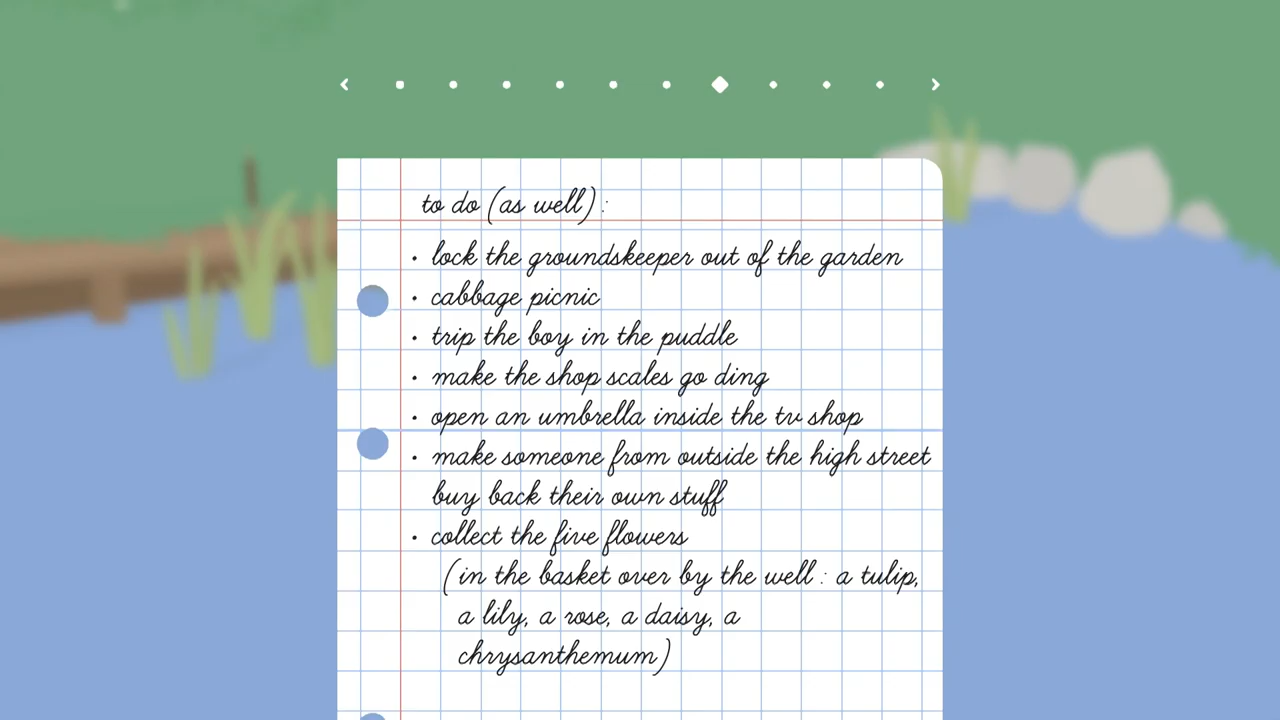 to do (as well) :
• lock the groundskeeper out of the garden
• cabbage picnic
• trip the boy in the puddle
• make the shop scales go ding
• open an umbrella inside the tv shop
• make someone from outside the high street
buy back their own stuff
• collect the five flowers
(in the basket over by the well : a tulip,
a lily, a rose, a daisy, a
chrysanthemum)